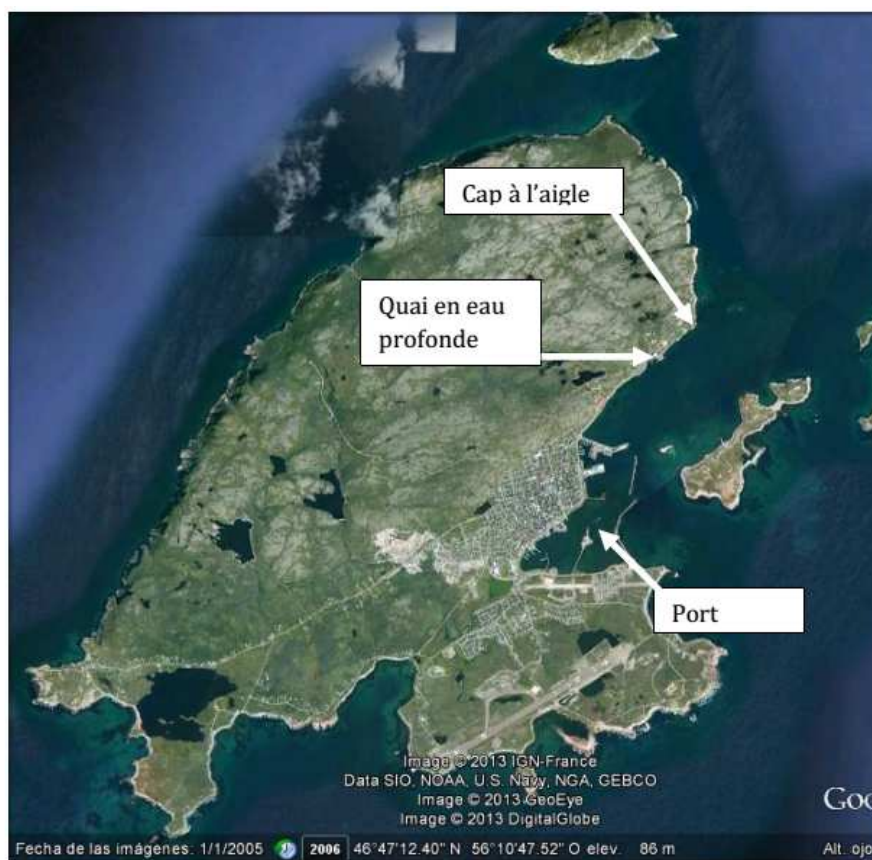 Cap à l'aigle
Quai en eau
profonde
Port
Image © 2013 IGN-France
Data SIO, NOAA, U.S. Navy, NGA, GEBCO
Image © 2013 GeoEye
Image © 2013 DigitalGlobe
Goo
Fecha de las imágenes: 1/1/2005 2006 46°47'12.40" N 56°10'47.52" O elev. 86 m Alt. ojo